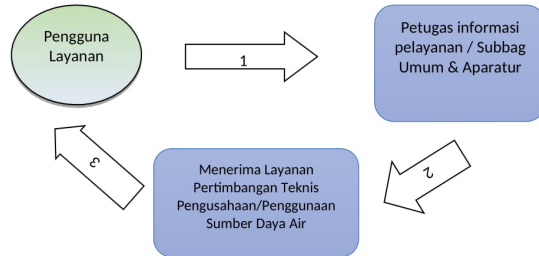 Pengguna
Layanan
1
Petugas informasi
pelayanan / Subbag
Umum & Aparatur
2
Menerima Layanan
Pertimbangan Teknis
Pengusahaan/Penggunaan
Sumber Daya Air
3